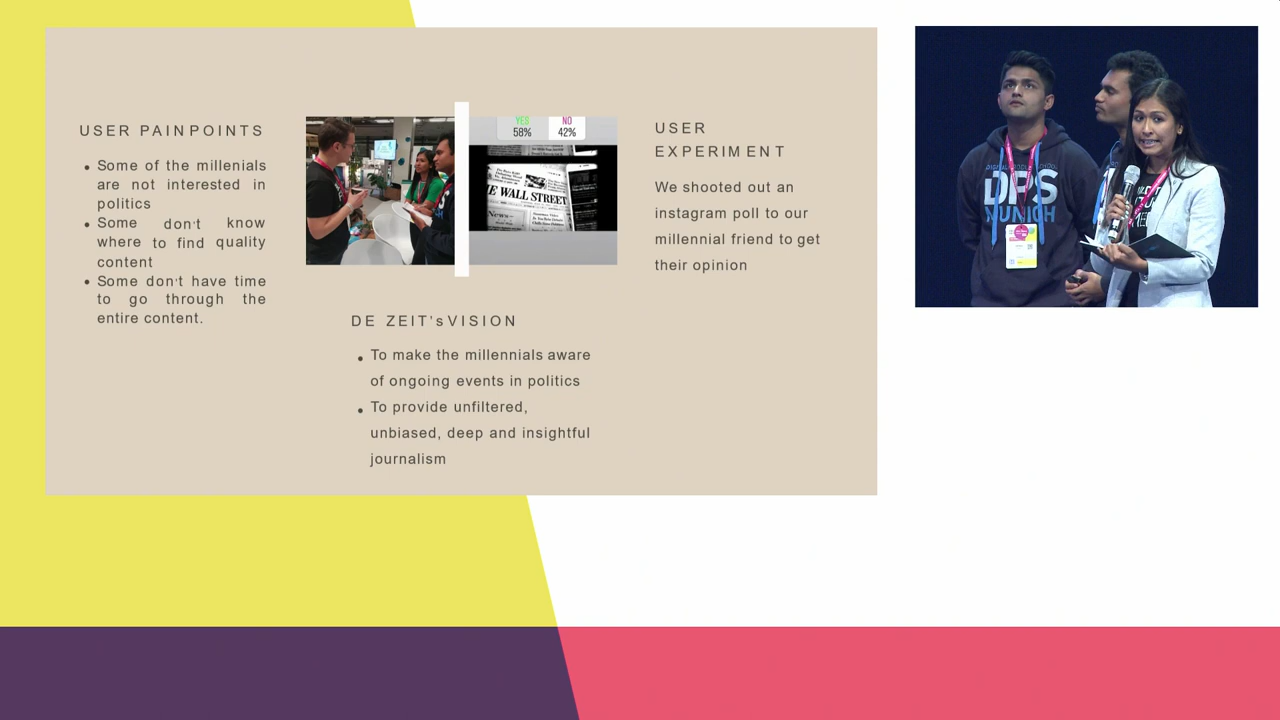 USER PAINPOINTS
Some of the millenials
are not interested in
politics
Some don't know
where to find quality
content
Some don't have time
to go through the
entire content.
YES
58%
NO
42%
THE WALL STREET
News
USER
EXPERIMENT
We shooted out an
instagram poll to our
millennial friend to get
their opinion
DE ZEIT's VISION
To make the millennials aware
of ongoing events in politics
To provide unfiltered,
unbiased, deep and insightful
journalism
DPS
MUNICH